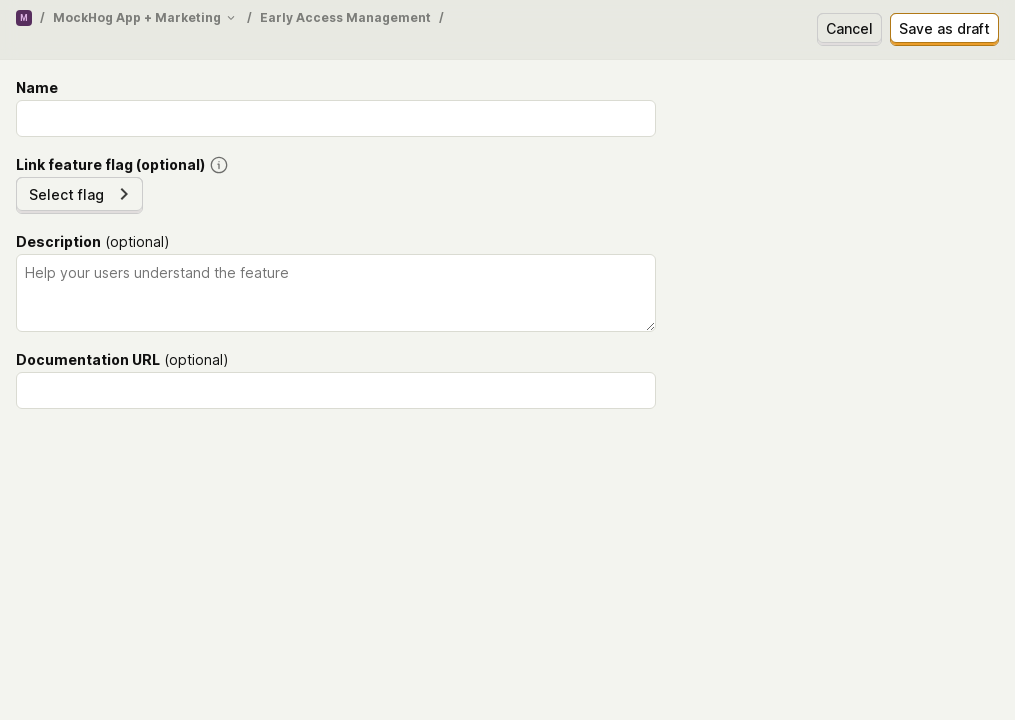 M / MockHog App + Marketing / Early Access Management /
Cancel
Save as draft
Name
Link feature flag (optional)
Select flag
Description (optional)
Help your users understand the feature
Documentation URL (optional)